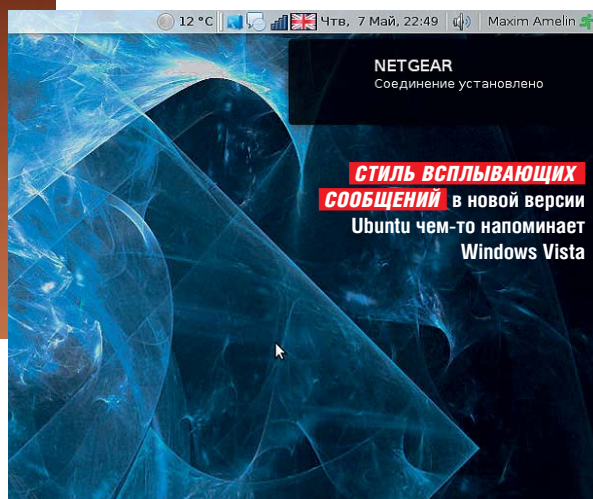 12 °C Чтв, 7 Май, 22:49 Maxim Amelin
NETGEAR
Соединение установлено
СТИЛЬ ВСПЛЫВАЮЩИХ
СООБЩЕНИЙ в новой версии
Ubuntu чем-то напоминает
Windows Vista